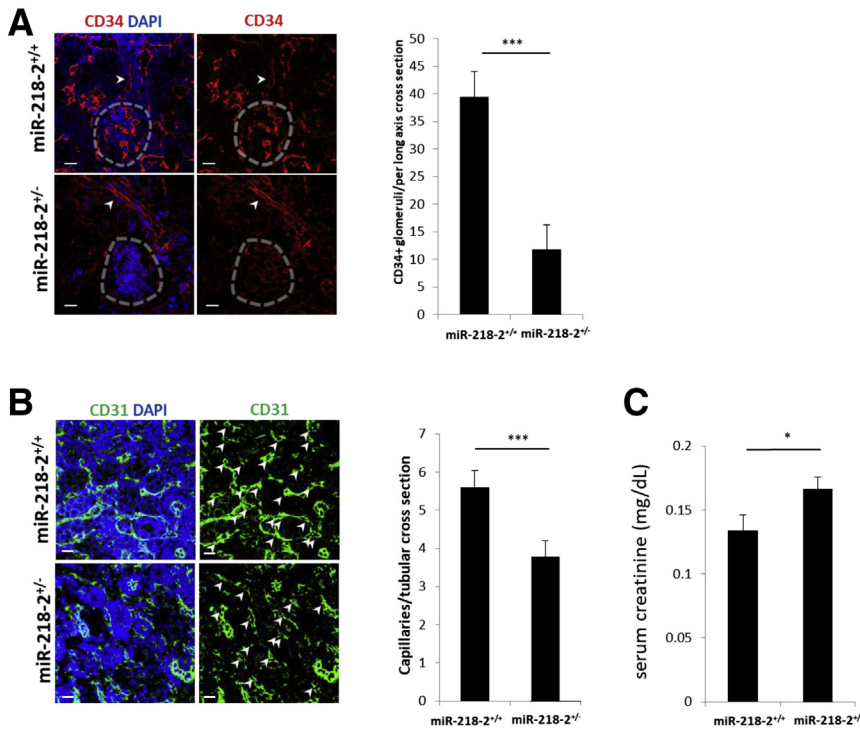 A
CD34 DAPI
CD34
miR-218-2+/+
miR-218-2+/-
***
CD34+glomeruli/per long axis cross section
50
45
40
35
30
25
20
15
10
5
0
miR-218-2+/+
miR-218-2+/-
B
CD31 DAPI
CD31
miR-218-2+/+
miR-218-2+/-
***
Capillaries/tubular cross section
7
6
5
4
3
2
1
0
miR-218-2+/+
miR-218-2+/-
C
*
serum creatinine (mg/dL)
0.2
0.15
0.1
0.05
0
miR-218-2+/+